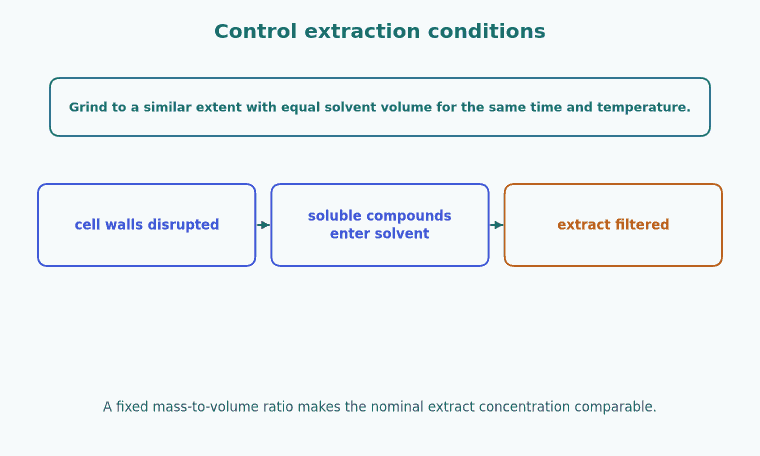 Control extraction conditions
Grind to a similar extent with equal solvent volume for the same time and temperature.
cell walls disrupted
soluble compounds
enter solvent
extract filtered
A fixed mass-to-volume ratio makes the nominal extract concentration comparable.